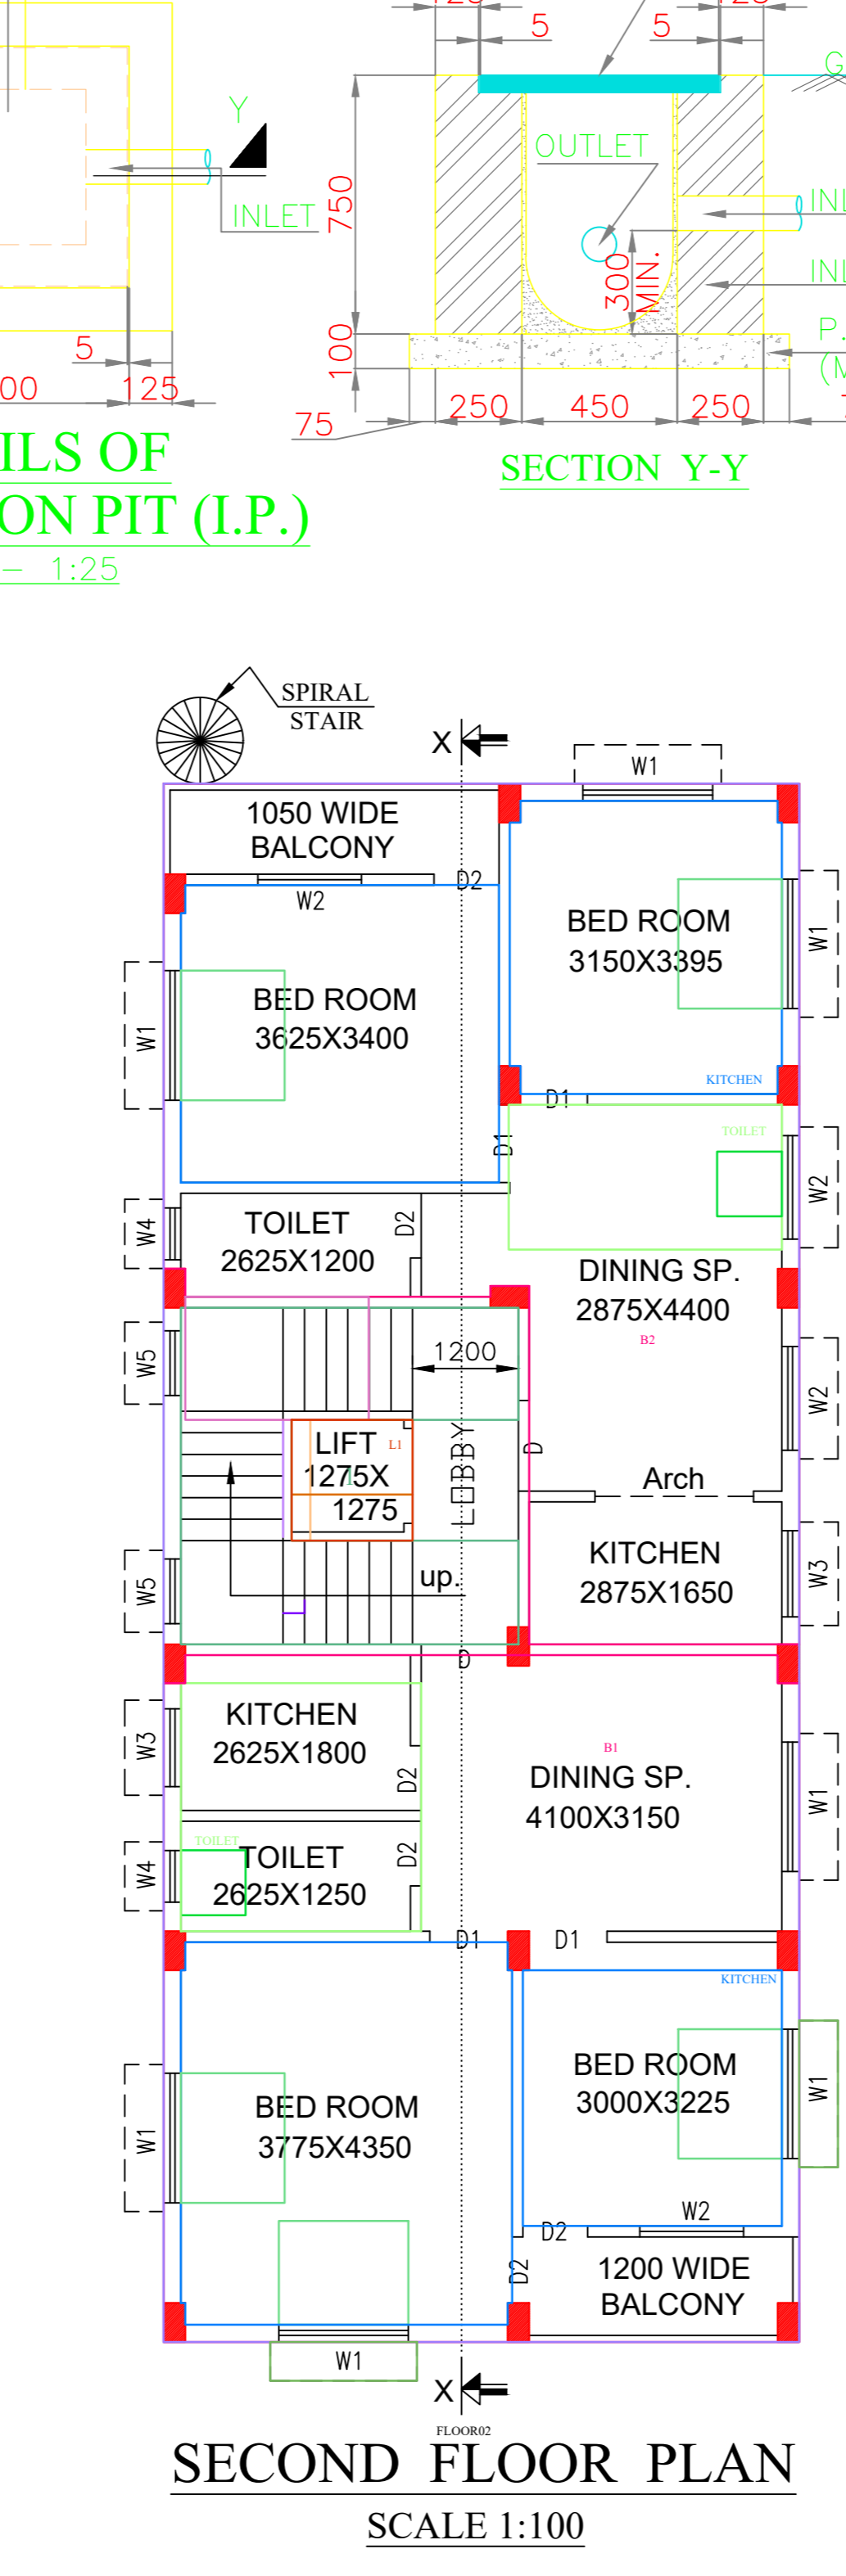 5
5
Y
OUTLET
INLET
750
300
MIN.
100
5
125
75
250
450
250
ILS OF
SECTION Y-Y
ON PIT (I.P.)
1:25
SPIRAL
STAIR
X
W1
1050 WIDE
BALCONY
D2
W2
BED ROOM
3150X3395
W1
BED ROOM
3625X3400
W1
KITCHEN
D1
TOILET
D1
W2
W4
TOILET
2625X1200
D2
DINING SP.
2875X4400
B2
W5
1200
W2
LIFT
L1
1275X
1275
LOBBY
D
Arch
KITCHEN
2875X1650
W3
W5
up.
D
KITCHEN
2625X1800
W3
D2
B1
DINING SP.
4100X3150
W1
TOILET
TOILET
2625X1250
W4
D2
D1
D1
KITCHEN
BED ROOM
3000X3225
W1
BED ROOM
3775X4350
W1
W2
D2
D2
1200 WIDE
BALCONY
W1
X
FLOOR02
SECOND FLOOR PLAN
SCALE 1:100